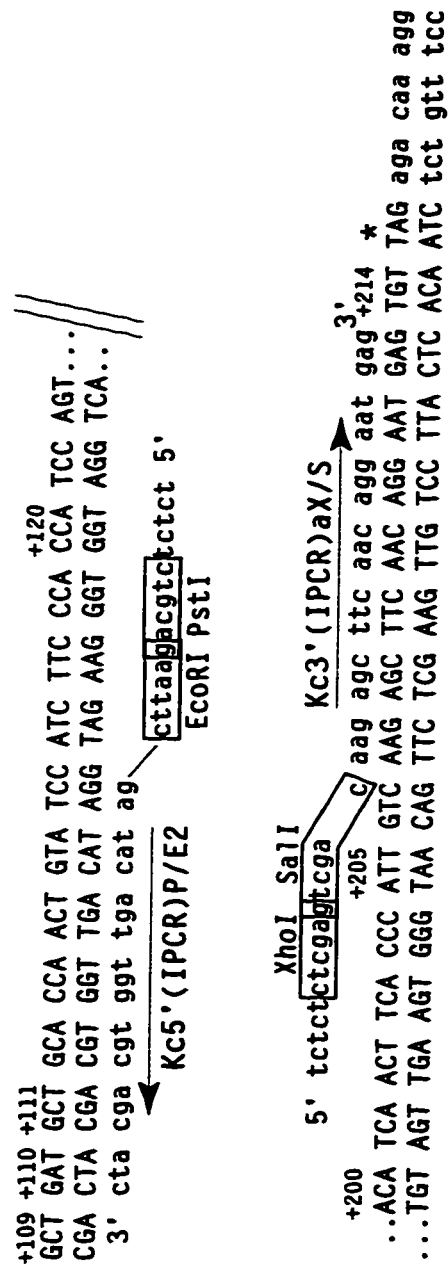 +109 +110 +111 +120
GCT GAT GCT GCA CCA ACT GTA TCC ATC TTC CCA CCA TCC AGT...
CGA CTA CGA CGT GGT TGA CAT AGG TAG AAG GGT GGT AGG TCA..
3' cta cga cgt ggt tga cat ag
cttaagacgtctctct 5'
EcoRI PstI
Kc5'(IPCR)P/E2
XhoI SalI
Kc3'(IPCR)aX/S
5' tctctctcgagtcga
c aag agc ttc aac agg aat gag 3'
+200 +205 +214 *
..ACA TCA ACT TCA CCC ATT GTC AAG AGC TTC AAC AGG AAT GAG TGT TAG aga caa agg
...TGT AGT TGA AGT GGG TAA CAG TTC TCG AAG TTG TCC TTA CTC ACA ATC tct gtt tcc